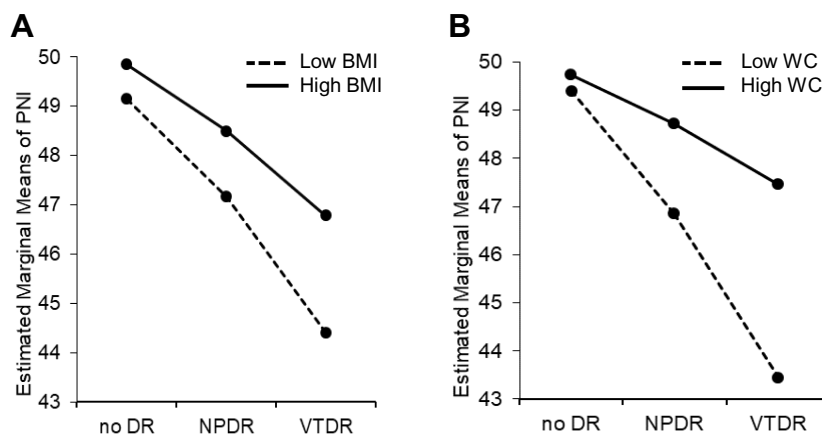 A
Estimated Marginal Means of PNI
50
49
48
47
46
45
44
43
Low BMI
High BMI
no DR NPDR VTDR
B
Estimated Marginal Means of PNI
50
49
48
47
46
45
44
43
Low WC
High WC
no DR NPDR VTDR